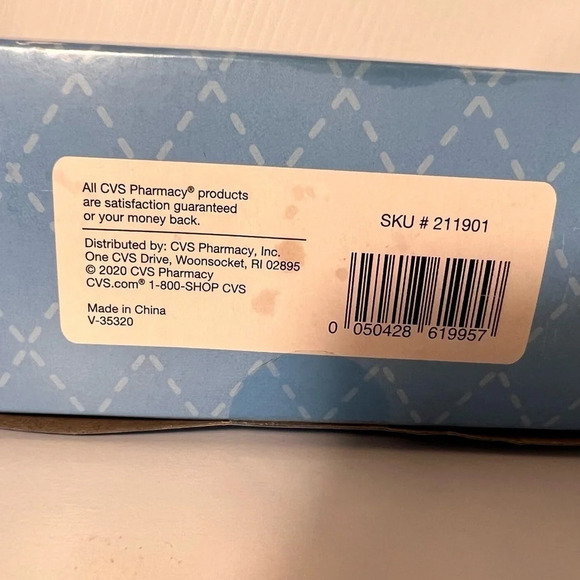 All CVS Pharmacy® products
are satisfaction guaranteed
or your money back.
Distributed by: CVS Pharmacy, Inc.
One CVS Drive, Woonsocket, RI 02895
© 2020 CVS Pharmacy
CVS.com® 1-800-SHOP CVS
Made in China
V-35320
SKU # 211901
0 050428 619957